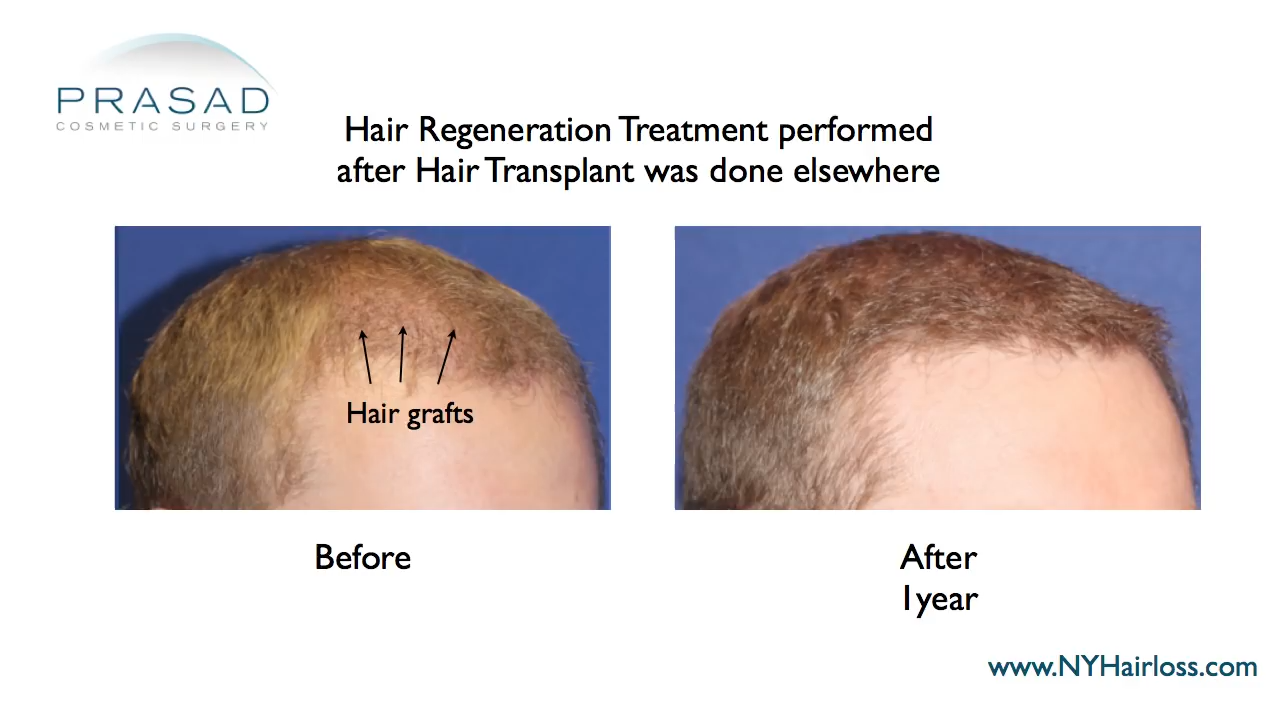 PRASAD
COSMETIC SURGERY
Hair Regeneration Treatment performed
after Hair Transplant was done elsewhere
Hair grafts
Before
After
1year
www.NYHairloss.com